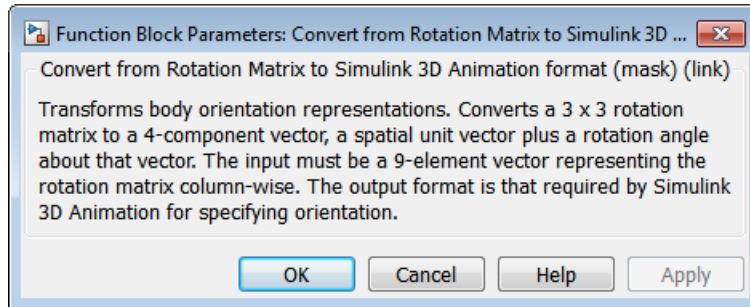 Function Block Parameters: Convert from Rotation Matrix to Simulink 3D ...
Convert from Rotation Matrix to Simulink 3D Animation format (mask) (link)
Transforms body orientation representations. Converts a 3 x 3 rotation
matrix to a 4-component vector, a spatial unit vector plus a rotation angle
about that vector. The input must be a 9-element vector representing the
rotation matrix column-wise. The output format is that required by Simulink
3D Animation for specifying orientation.
OK Cancel Help Apply